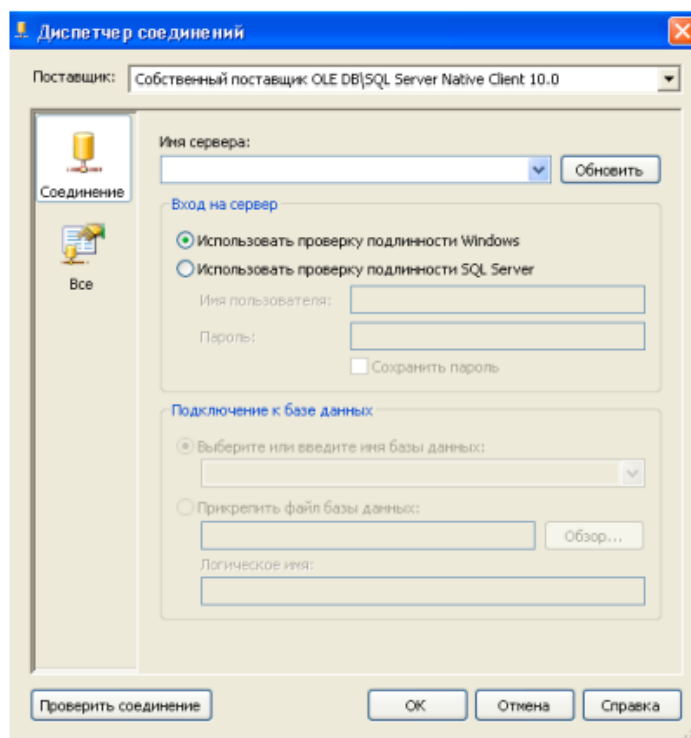 Диспетчер соединений
Поставщик: Собственный поставщик OLE DB\SQL Server Native Client 10.0
Соединение
Все
Имя сервера:
Обновить
Вход на сервер
Использовать проверку подлинности Windows
Использовать проверку подлинности SQL Server
Имя пользователя:
Пароль:
Сохранить пароль
Подключение к базе данных
Выберите или введите имя базы данных:
Прикрепить файл базы данных:
Обзор...
Логическое имя:
Проверить соединение
ОК
Отмена
Справка